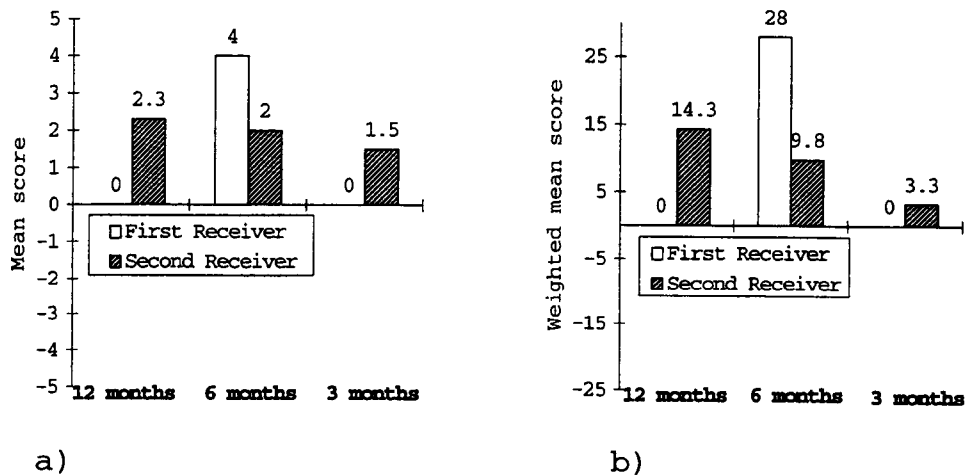 5
4
3
2
1
0
-1
-2
-3
-4
-5
Mean score
0
2.3
4
2
0
1.5
First Receiver
Second Receiver
12 months
6 months
3 months
a)
25
15
5
-5
-15
-25
Weighted mean score
0
14.3
28
9.8
0
3.3
First Receiver
Second Receiver
12 months
6 months
3 months
b)